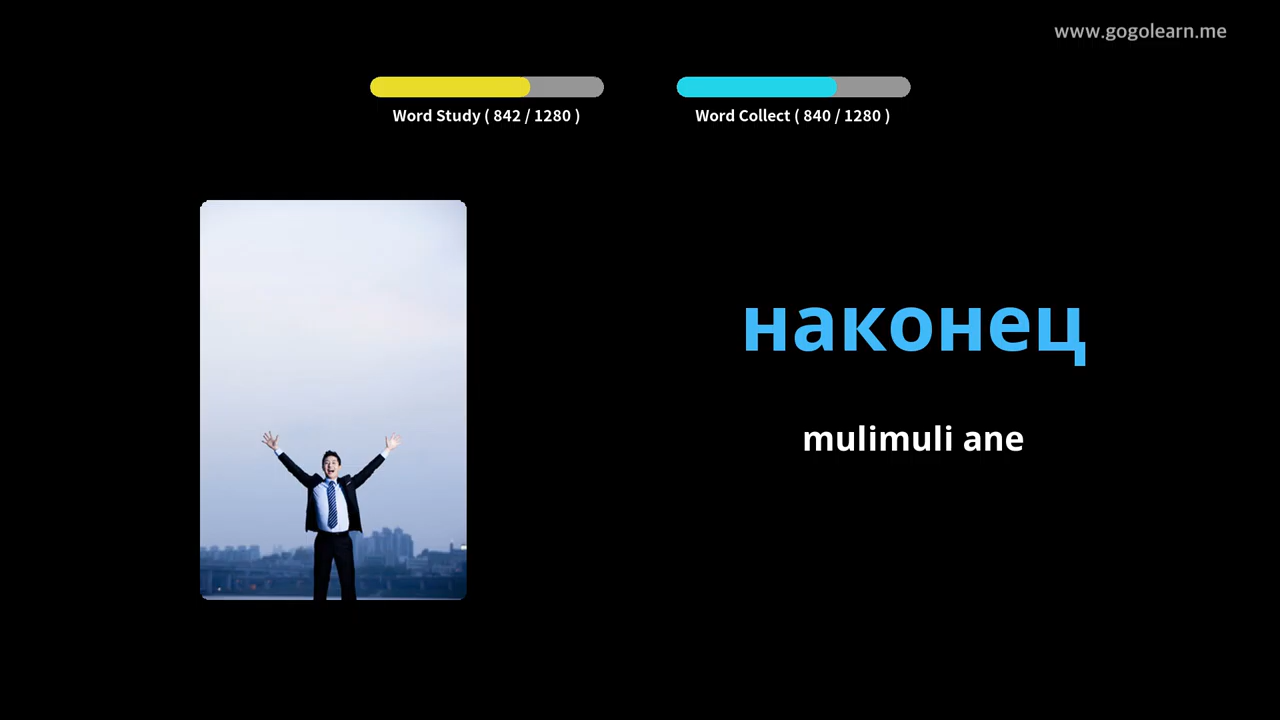 www.gogolearn.me
Word Study ( 842 / 1280 )
Word Collect ( 840 / 1280 )
наконец
mulimuli ane